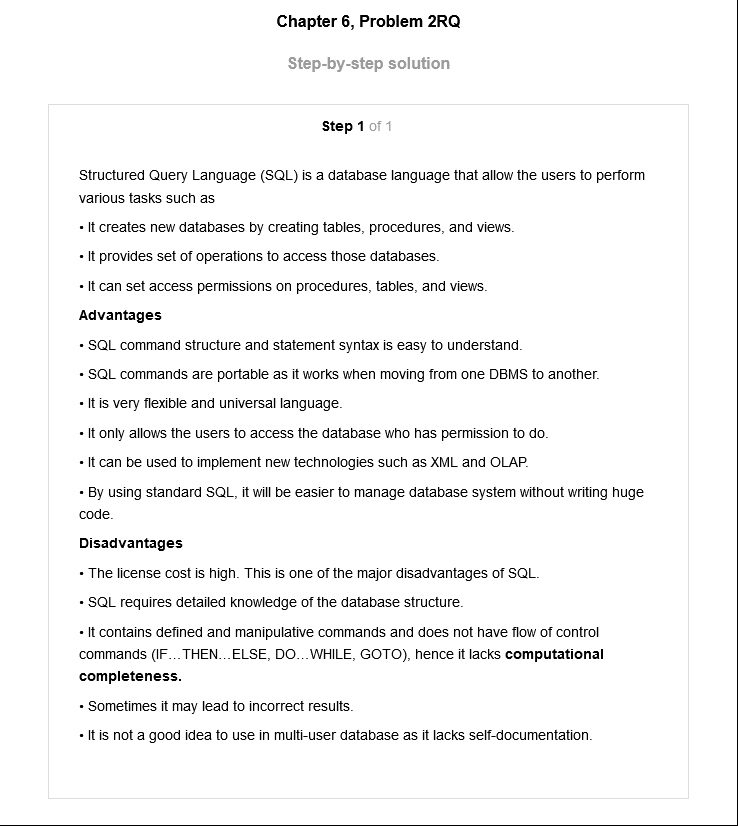 Chapter 6, Problem 2RQ
Step-by-step solution
Step 1 of 1
Structured Query Language (SQL) is a database language that allow the users to perform
various tasks such as
• It creates new databases by creating tables, procedures, and views.
• It provides set of operations to access those databases.
• It can set access permissions on procedures, tables, and views.
Advantages
• SQL command structure and statement syntax is easy to understand.
• SQL commands are portable as it works when moving from one DBMS to another.
• It is very flexible and universal language.
• It only allows the users to access the database who has permission to do.
• It can be used to implement new technologies such as XML and OLAP.
• By using standard SQL, it will be easier to manage database system without writing huge
code.
Disadvantages
• The license cost is high. This is one of the major disadvantages of SQL.
• SQL requires detailed knowledge of the database structure.
• It contains defined and manipulative commands and does not have flow of control
commands (IF…THEN…ELSE, DO…WHILE, GOTO), hence it lacks computational
completeness.
• Sometimes it may lead to incorrect results.
• It is not a good idea to use in multi-user database as it lacks self-documentation.